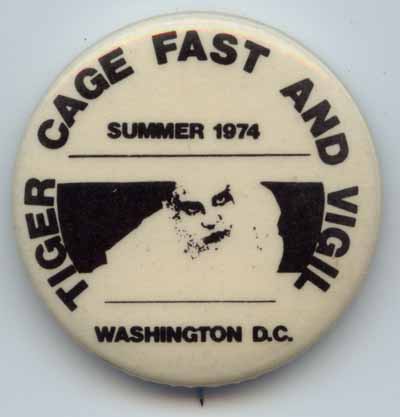 TIGER CAGE FAST AND VIGIL
SUMMER 1974
WASHINGTON D.C.